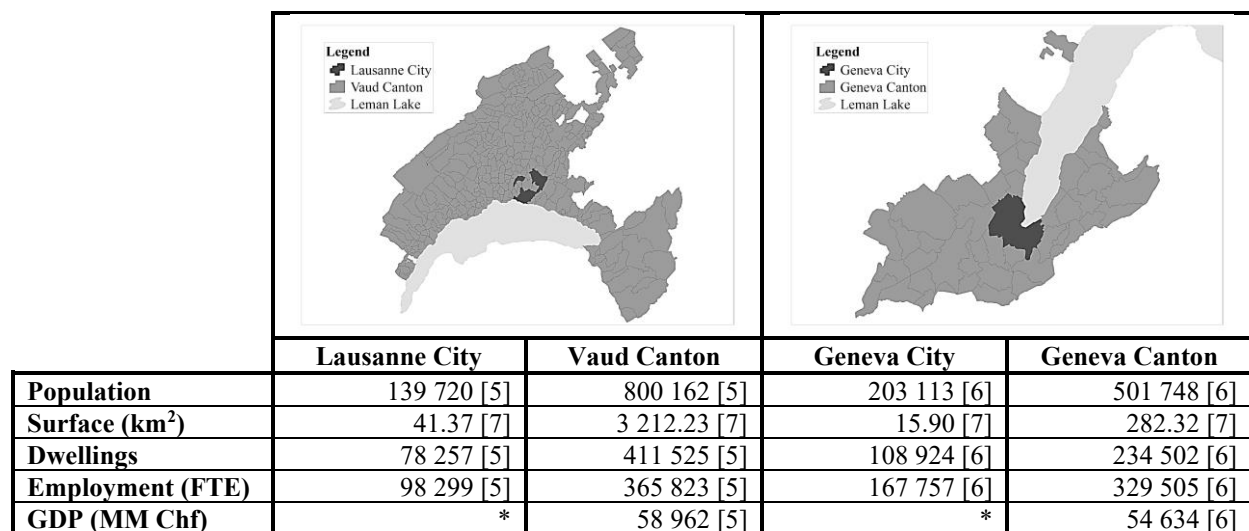 Legend
Lausanne City
Vaud Canton
Leman Lake
Legend
Geneva City
Geneva Canton
Leman Lake
Lausanne City Vaud Canton Geneva City Geneva Canton
Population 139 720 [5] 800 162 [5] 203 113 [6] 501 748 [6]
Surface (km²) 41.37 [7] 3 212.23 [7] 15.90 [7] 282.32 [7]
Dwellings 78 257 [5] 411 525 [5] 108 924 [6] 234 502 [6]
Employment (FTE) 98 299 [5] 365 823 [5] 167 757 [6] 329 505 [6]
GDP (MM Chf) * 58 962 [5] * 54 634 [6]